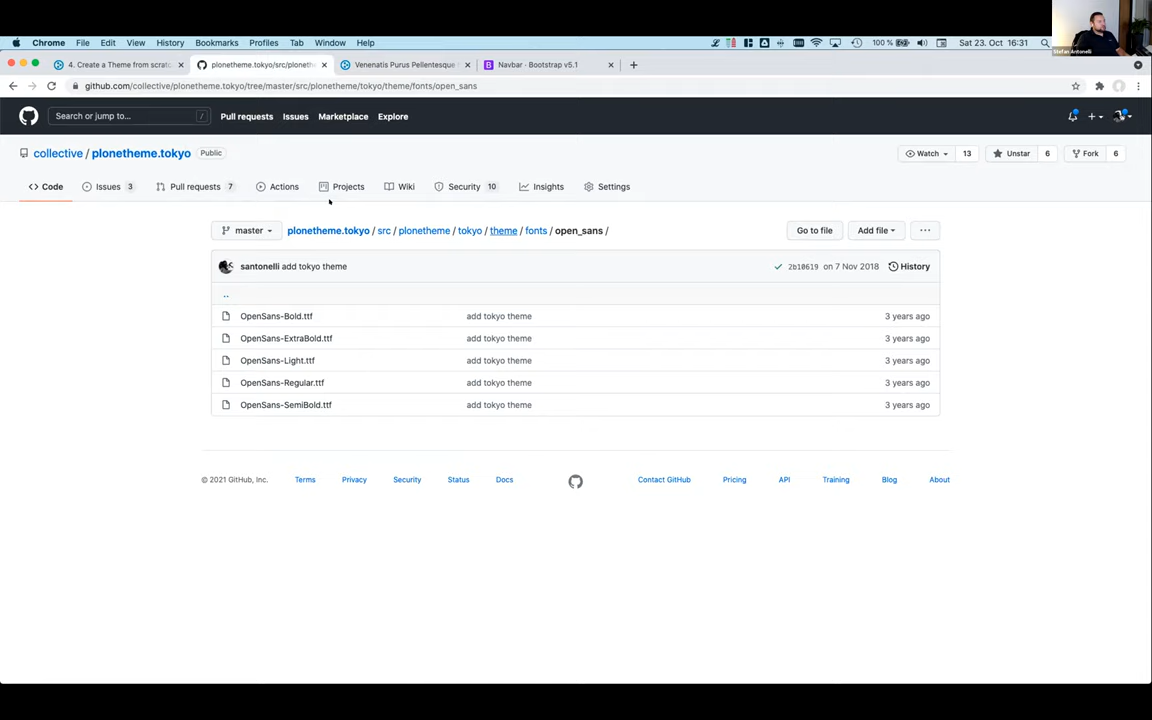 Chrome File Edit View History Bookmarks Profiles Tab Window Help 100 % Sat 23. Oct 16:31
4. Create a Theme from scratc plonetheme.tokyo/src/ploneth Venenatis Purus Pellentesque Navbar · Bootstrap v5.1
github.com/collective/plonetheme.tokyo/tree/master/src/plonetheme/tokyo/theme/fonts/open_sans
Stefan Antonelli
Search or jump to... / Pull requests Issues Marketplace Explore
collective / plonetheme.tokyo Public Watch 13 Unstar 6 Fork 6
<> Code Issues 3 Pull requests 7 Actions Projects Wiki Security 10 Insights Settings
master plonetheme.tokyo / src / plonetheme / tokyo / theme / fonts / open_sans / Go to file Add file ...
santonelli add tokyo theme 2b10619 on 7 Nov 2018 History
..
OpenSans-Bold.ttf add tokyo theme 3 years ago
OpenSans-ExtraBold.ttf add tokyo theme 3 years ago
OpenSans-Light.ttf add tokyo theme 3 years ago
OpenSans-Regular.ttf add tokyo theme 3 years ago
OpenSans-SemiBold.ttf add tokyo theme 3 years ago
© 2021 GitHub, Inc. Terms Privacy Security Status Docs Contact GitHub Pricing API Training Blog About